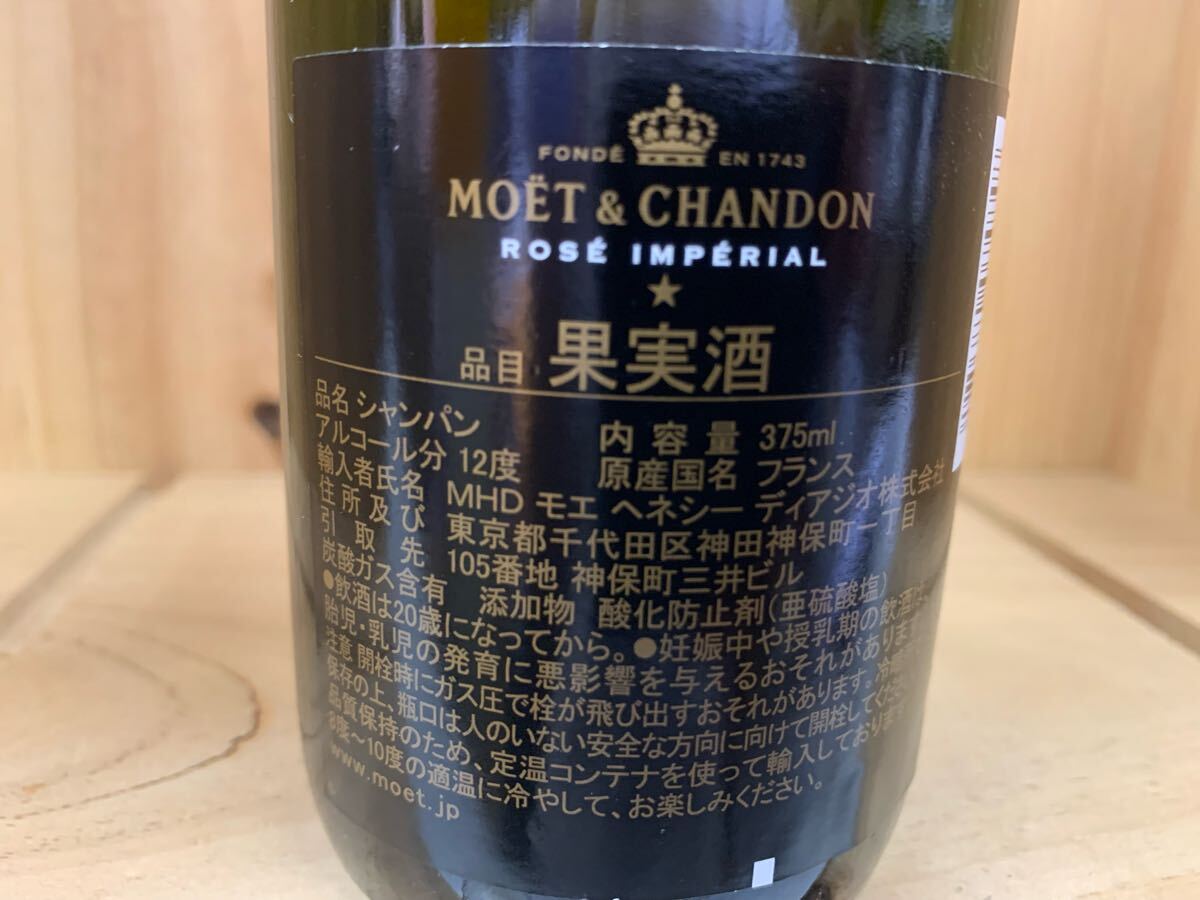 FONDÉ EN 1743
MOËT & CHANDON
ROSÉ IMPÉRIAL
品目 果実酒
品名 シャンパン 内容量 375ml
アルコール分 12度 原産国名 フランス
輸入者氏名 MHD モエ ヘネシー ディアジオ株式会社
住所及び 東京都千代田区神田神保町一丁目
引取先 105番地 神保町三井ビル
炭酸ガス含有 添加物 酸化防止剤(亜硫酸塩)
●飲酒は20歳になってから。●妊娠中や授乳期の飲酒は、
胎児・乳児の発育に悪影響を与えるおそれがあります
注意 開栓時にガス圧で栓が飛び出すおそれがあります。冷暗所
保存の上、瓶口は人のいない安全な方向に向けて開栓してくださ
品質保持のため、定温コンテナを使って輸入しております
8度〜10度の適温に冷やして、お楽しみください。
www.moet.jp